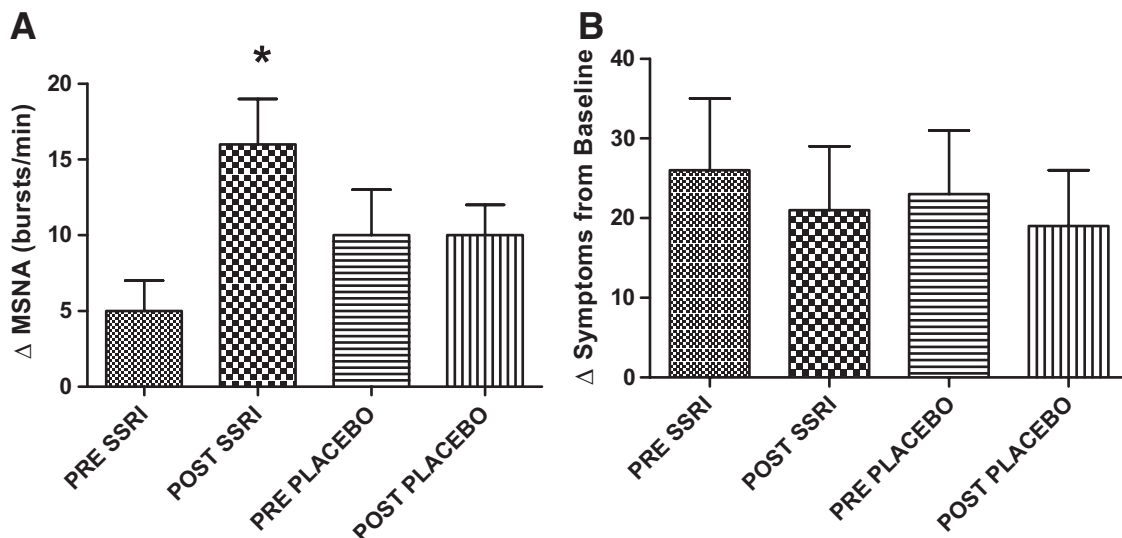 A
*
Δ MSNA (bursts/min)
20
15
10
5
0
PRE SSRI
POST SSRI
PRE PLACEBO
POST PLACEBO
B
Δ Symptoms from Baseline
40
30
20
10
0
PRE SSRI
POST SSRI
PRE PLACEBO
POST PLACEBO